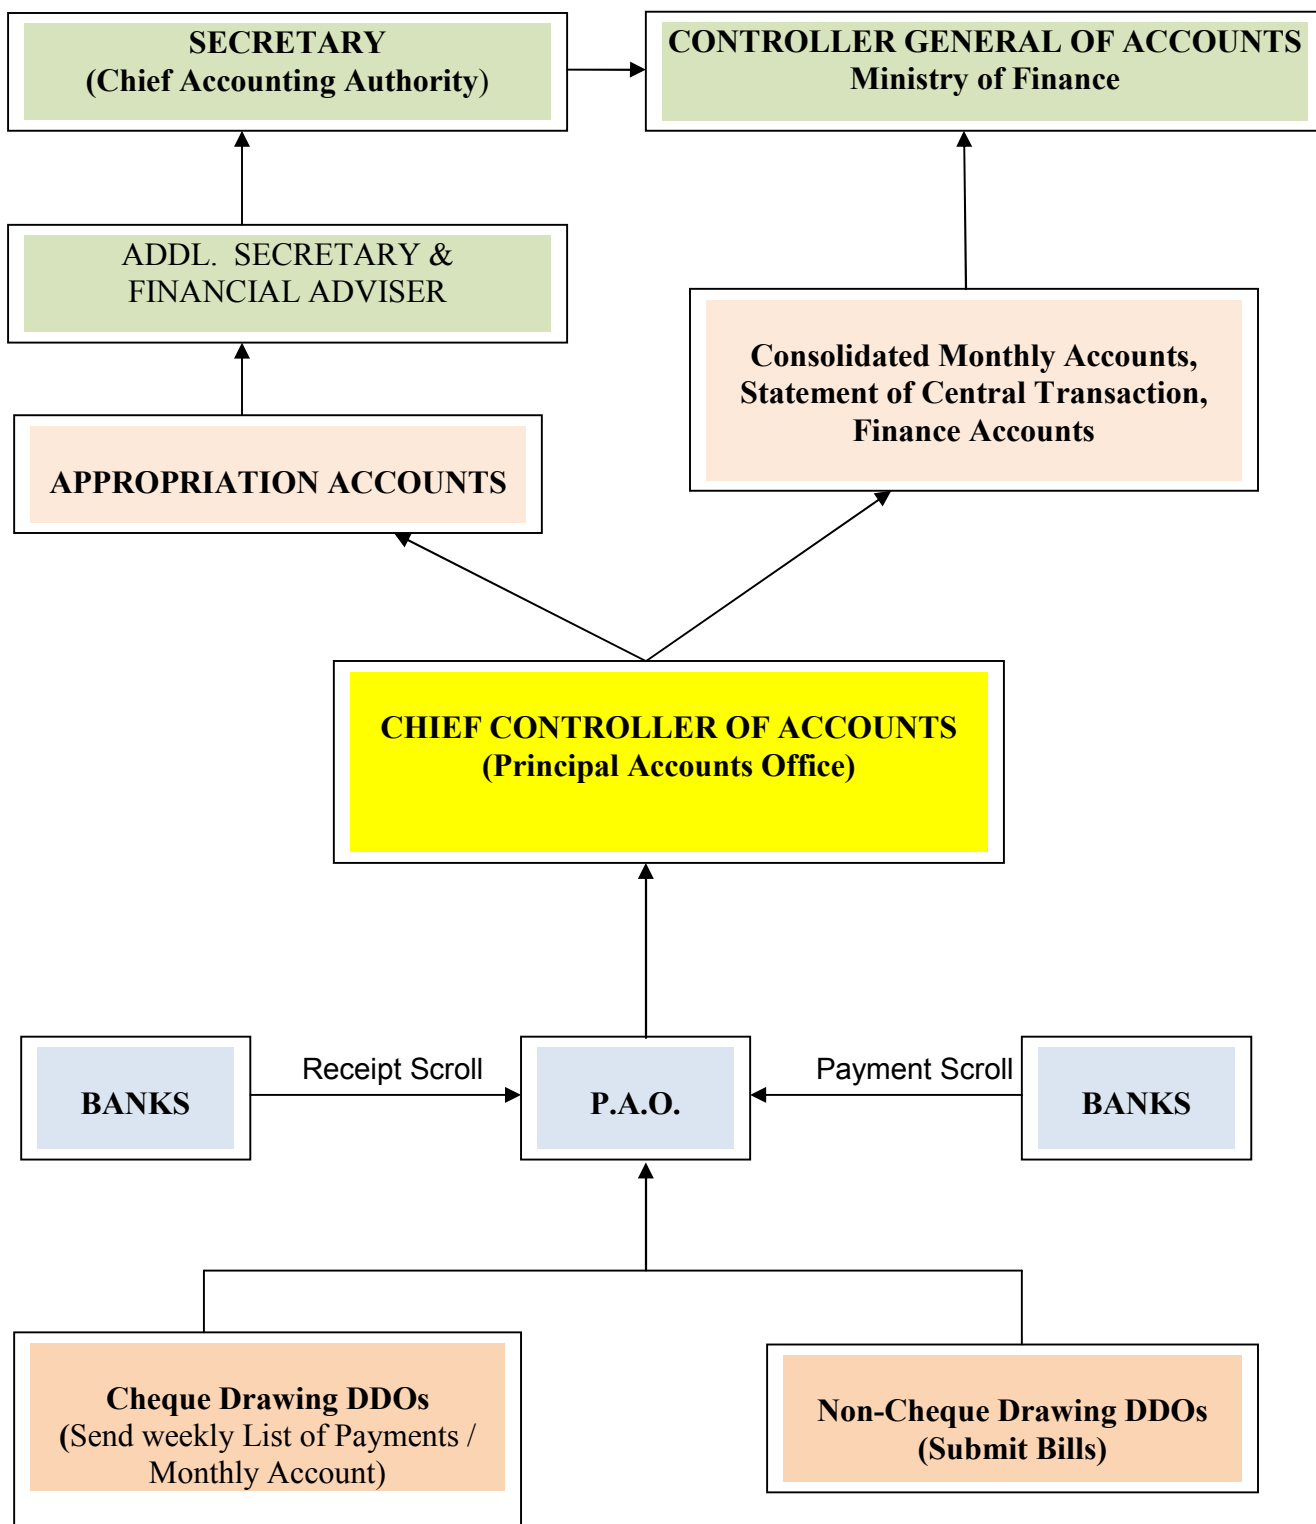 SECRETARY
(Chief Accounting Authority)
CONTROLLER GENERAL OF ACCOUNTS
Ministry of Finance
ADDL. SECRETARY &
FINANCIAL ADVISER
Consolidated Monthly Accounts,
Statement of Central Transaction,
Finance Accounts
APPROPRIATION ACCOUNTS
CHIEF CONTROLLER OF ACCOUNTS
(Principal Accounts Office)
BANKS
Receipt Scroll
P.A.O.
Payment Scroll
BANKS
Cheque Drawing DDOs
(Send weekly List of Payments /
Monthly Account)
Non-Cheque Drawing DDOs
(Submit Bills)